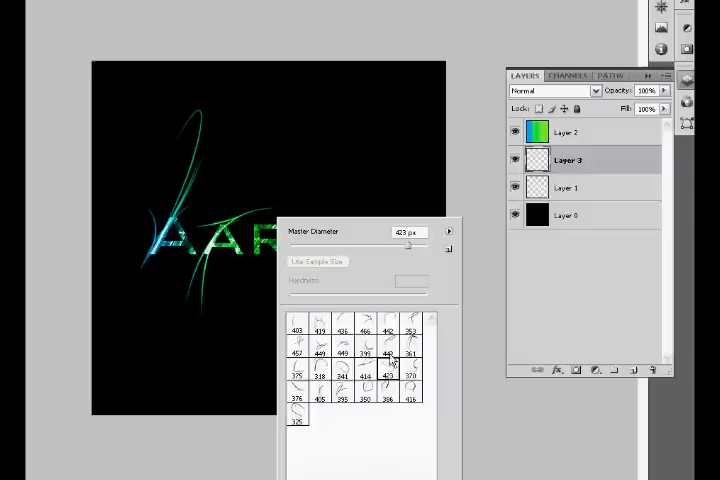 LAYERS CHANNELS PATHS
Normal Opacity: 100%
Lock: Fill: 100%
Layer 2
Layer 3
Layer 1
Layer 0
AAR
Master Diameter 423 px
Use Sample Size
Hardness:
403 419 436 466 442 353
457 449 449 399 442 361
375 318 341 414 423 370
376 405 395 350 386 416
325